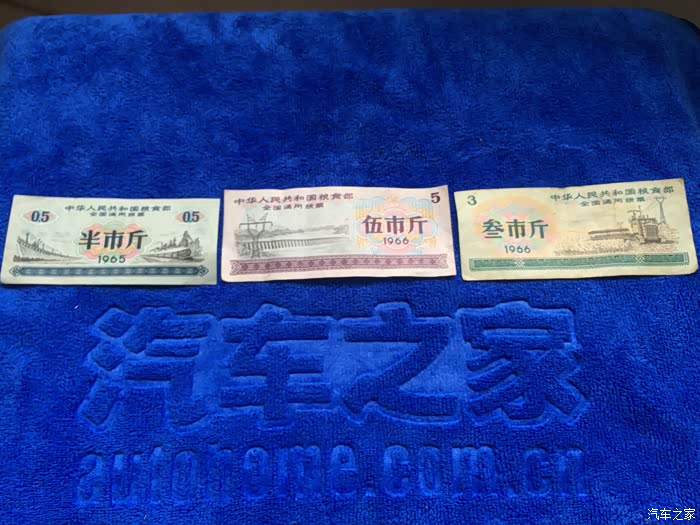 中华人民共和国粮食部
全国通用粮票
0.5
0.5
半市斤
1965
5
中华人民共和国粮食部
全国通用粮票
伍市斤
1966
3
中华人民共和国粮食部
全国通用粮票
叁市斤
1966
汽车之家
autohome.com.cn
汽车之家